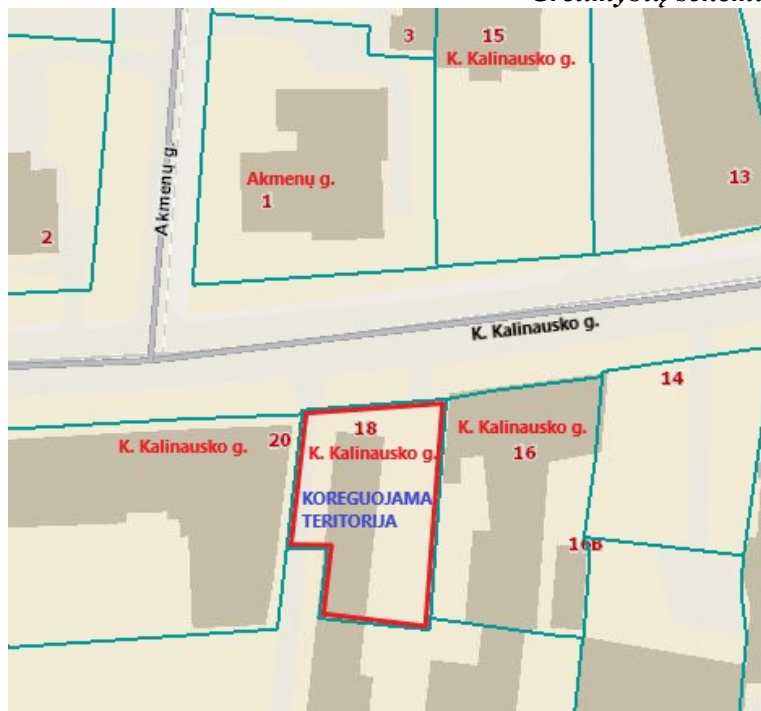 3
15
K. Kalinausko g.
Akmenų g.
1
13
Akmenų g.
2
K. Kalinausko g.
14
18
20
K. Kalinausko g.
K. Kalinausko g.
K. Kalinausko g.
16
KOREGUOJAMA
TERITORIJA
16B